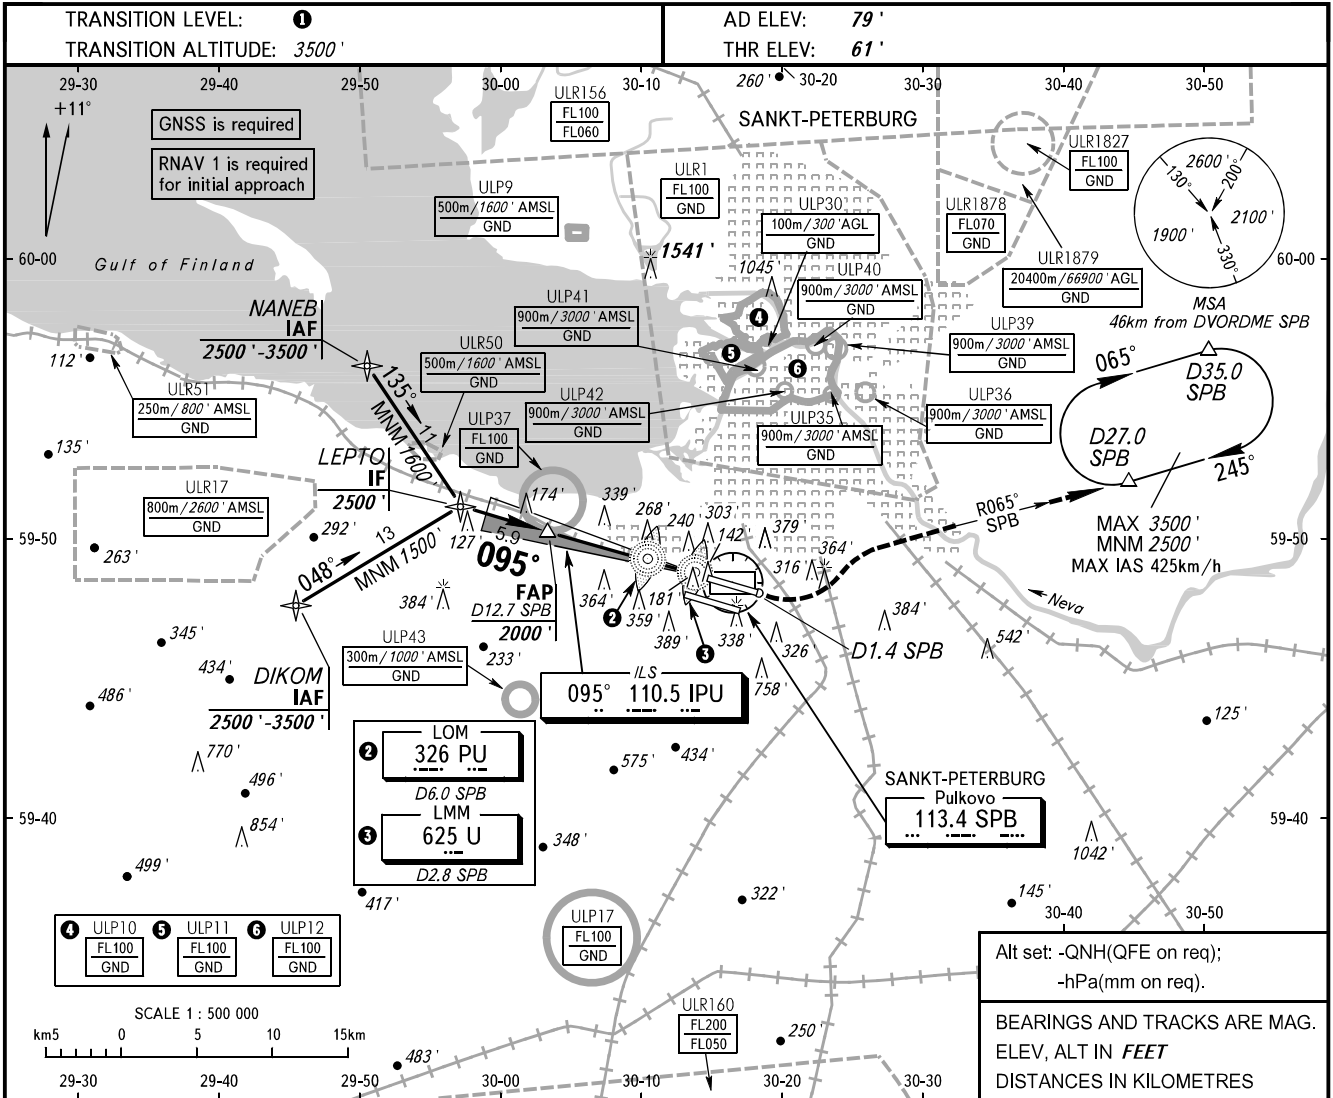 TRANSITION LEVEL: ❶
TRANSITION ALTITUDE: 3500'
AD ELEV: 79'
THR ELEV: 61'
29-30
29-40
29-50
30-00
260'
30-20
30-30
30-40
30-50
+11°
GNSS is required
RNAV 1 is required
for initial approach
ULR156
FL100
FL060
SANKT-PETERBURG
ULR1827
FL100
GND
2600'
130°
200°
2100'
1900'
330°
MSA
46km from DVORDME SPB
ULP9
500m/1600' AMSL
GND
ULR1
FL100
GND
ULP30
100m/300'AGL
GND
ULR1878
FL070
GND
ULR1879
20400m/66900' AGL
GND
60-00
60-00
Gulf of Finland
1541'
1045'
ULP40
900m/3000' AMSL
GND
ULP41
900m/3000' AMSL
GND
NANEB
IAF
2500'-3500'
❹
❺
❻
ULP39
900m/3000' AMSL
GND
112'
ULR51
250m/800' AMSL
GND
ULR50
500m/1600' AMSL
GND
ULP42
900m/3000' AMSL
GND
ULP36
900m/3000' AMSL
GND
ULP37
FL100
GND
ULP35
900m/3000' AMSL
GND
065°
D35.0
SPB
D27.0
SPB
245°
135°
11
MNM 1600'
135'
LEPTO
IF
2500'
ULR17
800m/2600' AMSL
GND
174'
339'
268'
240'
303'
142'
379'
R065°
SPB
MAX 3500'
MNM 2500'
MAX IAS 425km/h
59-50
59-50
263'
292'
127'
5.9
095°
13
048°
MNM 1500'
364'
316'
FAP
D12.7 SPB
2000'
364'
❷
359'
181'
389'
❸
338'
326'
D1.4 SPB
Neva
384'
384'
542'
345'
434'
486'
DIKOM
IAF
2500'-3500'
ULP43
300m/1000' AMSL
GND
233'
ILS
095° 110.5 IPU
758'
125'
770'
496'
854'
❷
LOM
326 PU
D6.0 SPB
❸
LMM
625 U
D2.8 SPB
575'
434'
SANKT-PETERBURG
Pulkovo
113.4 SPB
59-40
59-40
348'
1042'
499'
417'
322'
145'
30-40
30-50
❹ ULP10
FL100
GND
❺ ULP11
FL100
GND
❻ ULP12
FL100
GND
ULP17
FL100
GND
Alt set: -QNH(QFE on req);
-hPa(mm on req).
SCALE 1 : 500 000
km5 0 5 10 15km
ULR160
FL200
FL050
250'
483'
BEARINGS AND TRACKS ARE MAG.
ELEV, ALT IN FEET
DISTANCES IN KILOMETRES
29-30
29-40
29-50
30-00
30-10
30-20
30-30